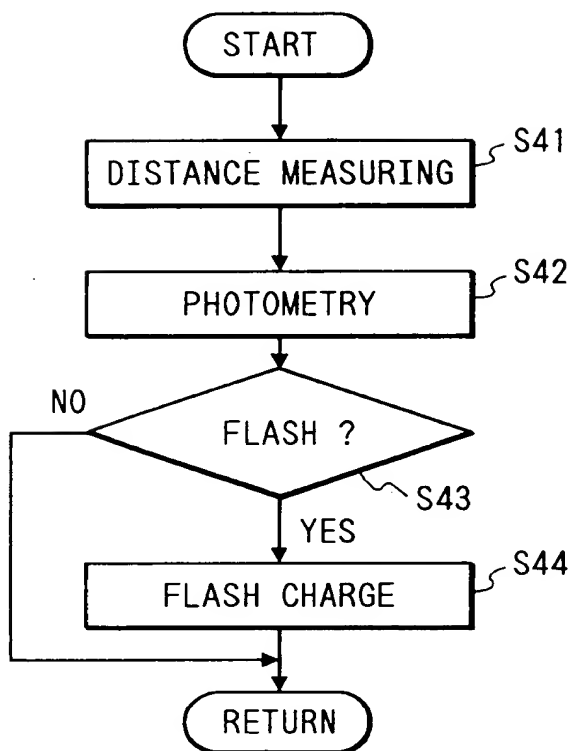 START
DISTANCE MEASURING
S41
PHOTOMETRY
S42
NO
FLASH ?
S43
YES
FLASH CHARGE
S44
RETURN